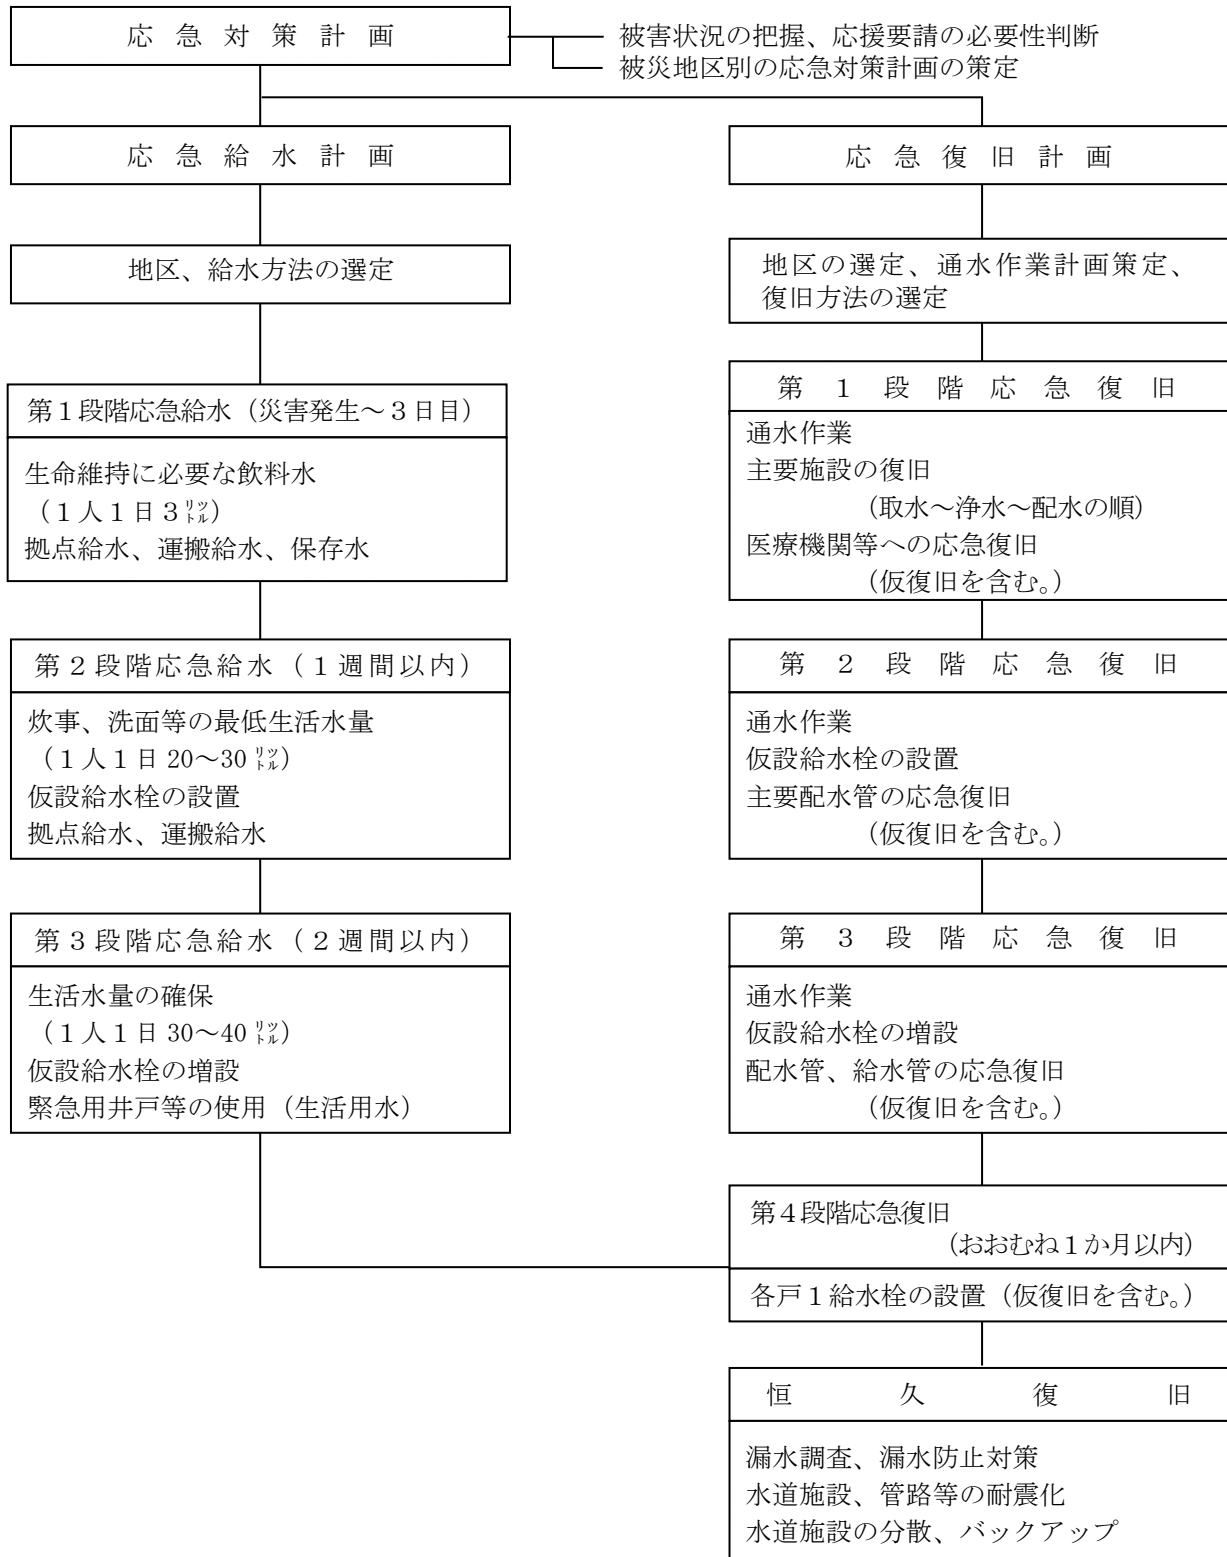 応急対策計画
被害状況の把握、応援要請の必要性判断
被災地区別の応急対策計画の策定
応急給水計画
地区、給水方法の選定
第１段階応急給水（災害発生～３日目）
生命維持に必要な飲料水
（１人１日３㍑）
拠点給水、運搬給水、保存水
第２段階応急給水（１週間以内）
炊事、洗面等の最低生活水量
（１人１日 20～30 ㍑）
仮設給水栓の設置
拠点給水、運搬給水
第３段階応急給水（２週間以内）
生活水量の確保
（１人１日 30～40 ㍑）
仮設給水栓の増設
緊急用井戸等の使用（生活用水）
応急復旧計画
地区の選定、通水作業計画策定、
復旧方法の選定
第１段階応急復旧
通水作業
主要施設の復旧
（取水～浄水～配水の順）
医療機関等への応急復旧
（仮復旧を含む。）
第２段階応急復旧
通水作業
仮設給水栓の設置
主要配水管の応急復旧
（仮復旧を含む。）
第３段階応急復旧
通水作業
仮設給水栓の増設
配水管、給水管の応急復旧
（仮復旧を含む。）
第４段階応急復旧
（おおむね１か月以内）
各戸１給水栓の設置（仮復旧を含む。）
恒久復旧
漏水調査、漏水防止対策
水道施設、管路等の耐震化
水道施設の分散、バックアップ